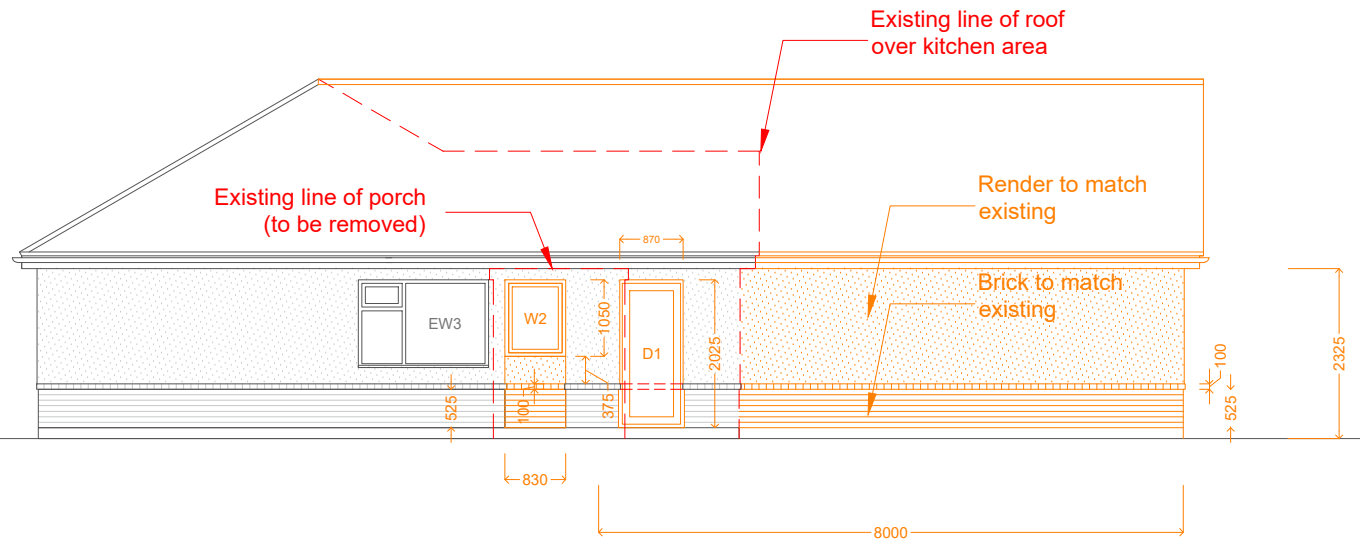 Existing line of roof
over kitchen area
Existing line of porch
(to be removed)
Render to match
existing
870
Brick to match
existing
EW3
W2
1050
D1
2025
2325
100
525
100
375
525
830
8000